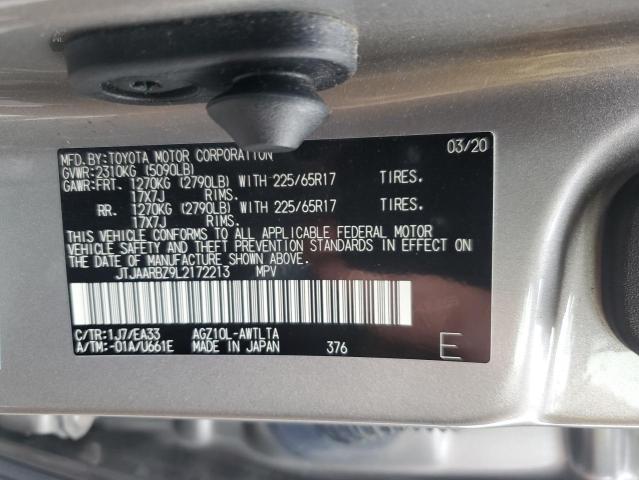 MFD.BY:TOYOTA MOTOR CORPORATION 03/20
GVWR:2310KG (5090LB)
GAWR:FRT. 1270KG (2790LB) WITH 225/65R17 TIRES.
17X7J RIMS.
RR. 1270KG (2790LB) WITH 225/65R17 TIRES.
17X7J RIMS.
THIS VEHICLE CONFORMS TO ALL APPLICABLE FEDERAL MOTOR
VEHICLE SAFETY AND THEFT PREVENTION STANDARDS IN EFFECT ON
THE DATE OF MANUFACTURE SHOWN ABOVE.
JTJAARBZ9L2172213 MPV
C/TR:1J7/EA33 AGZ10L-AWTLTA
A/TM:-01A/U661E MADE IN JAPAN 376 E